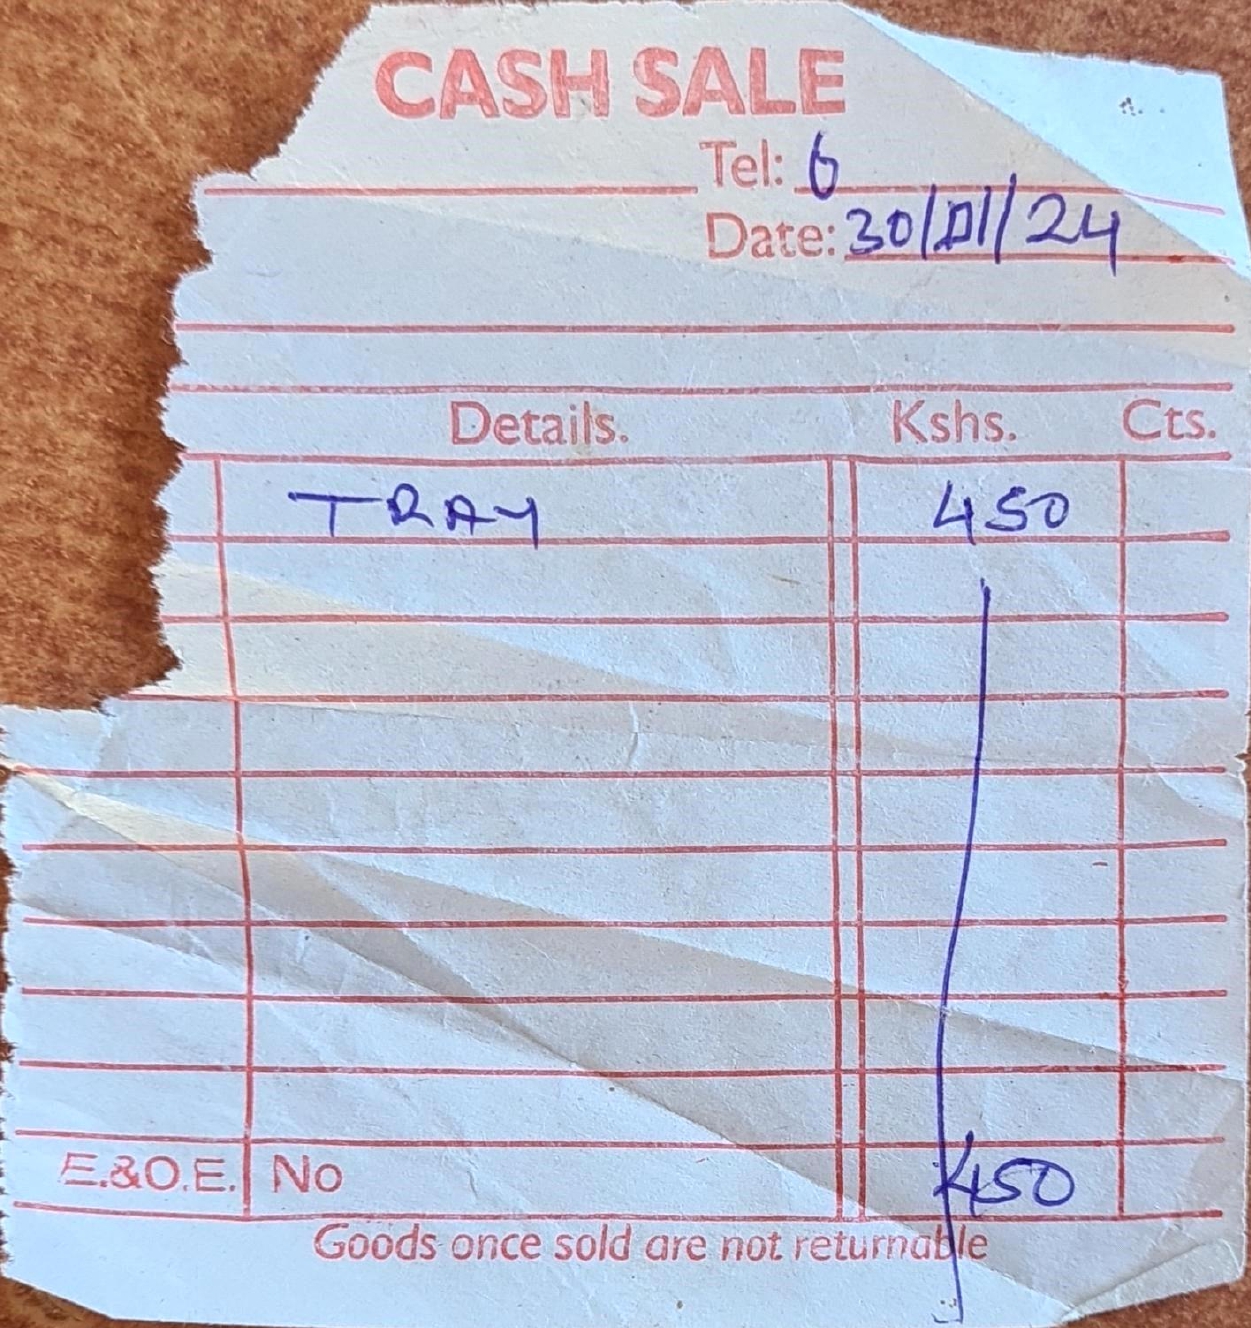 CASH SALE
Tel: 6
Date: 30/01/24
Details. Kshs. Cts.
TRAY 450
E.&O.E. No 450
Goods once sold are not returnable